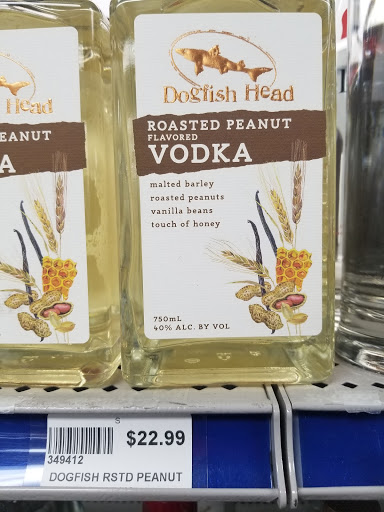 Head
PEANUT
A
Dogfish Head
ROASTED PEANUT
FLAVORED
VODKA
malted barley
roasted peanuts
vanilla beans
touch of honey
750mL
40% ALC. BY VOL
S
$22.99
349412
DOGFISH RSTD PEANUT